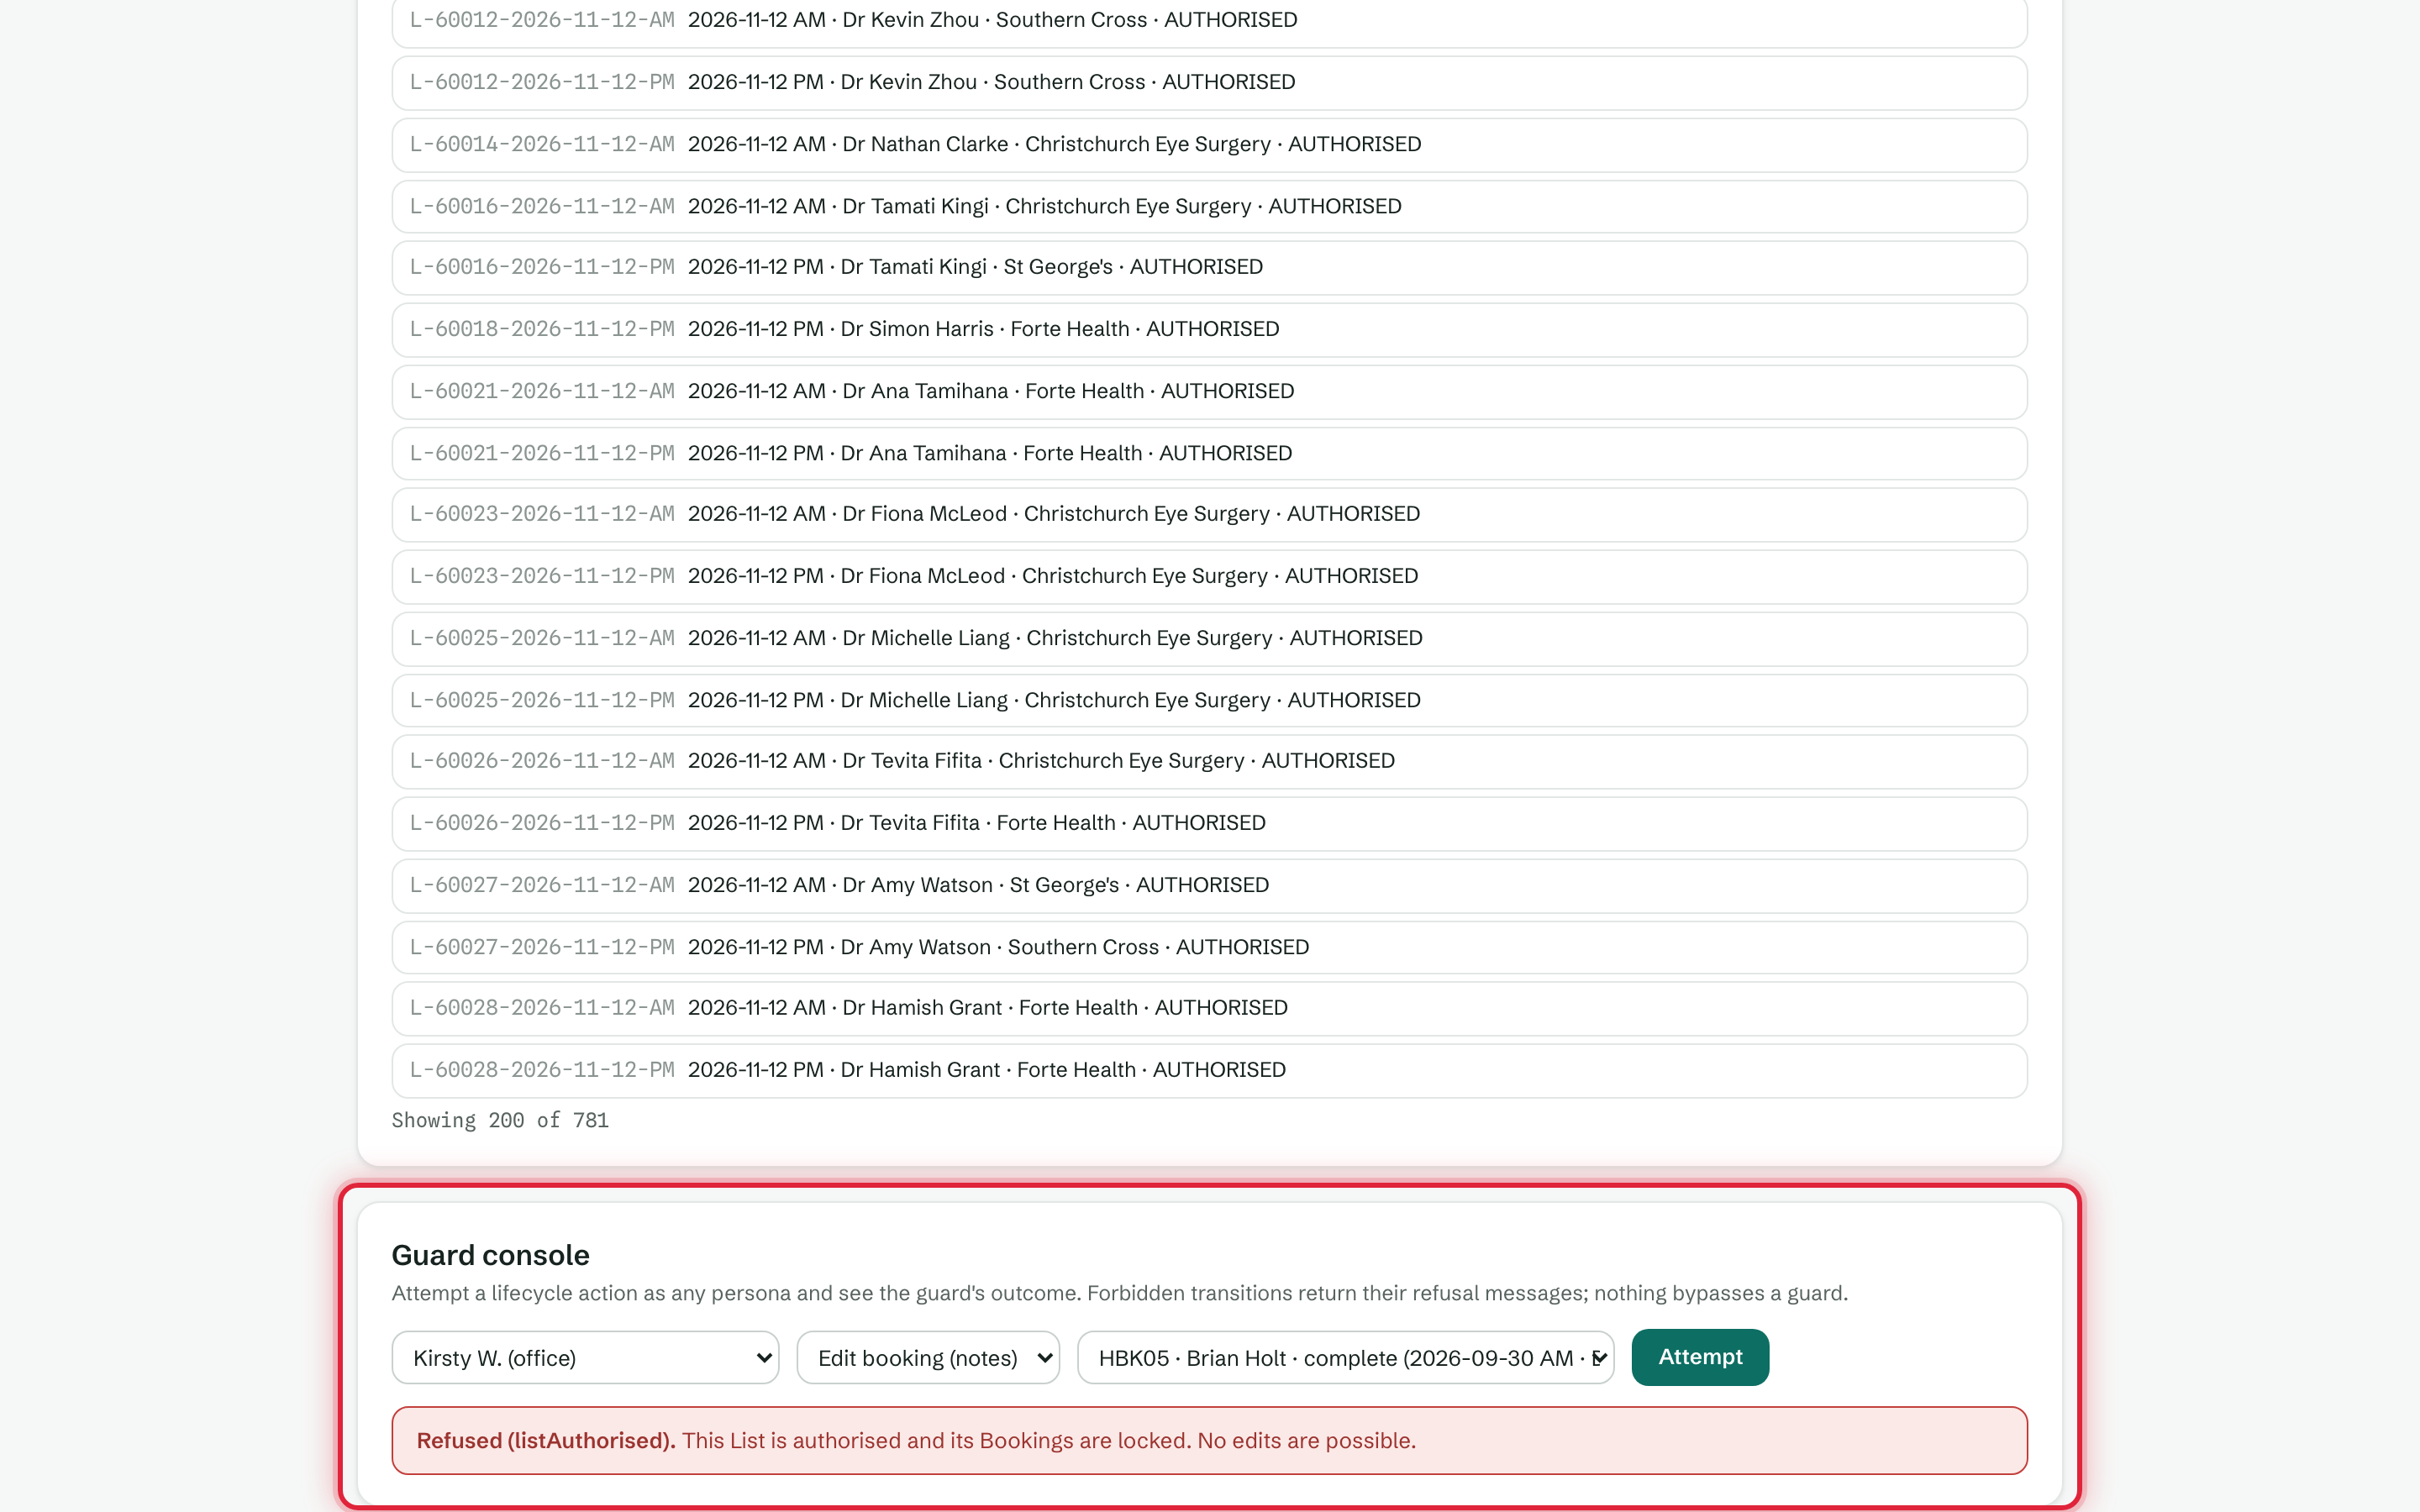 L-60012-2026-11-12-AM 2026-11-12 AM · Dr Kevin Zhou · Southern Cross · AUTHORISED
L-60012-2026-11-12-PM 2026-11-12 PM · Dr Kevin Zhou · Southern Cross · AUTHORISED
L-60014-2026-11-12-AM 2026-11-12 AM · Dr Nathan Clarke · Christchurch Eye Surgery · AUTHORISED
L-60016-2026-11-12-AM 2026-11-12 AM · Dr Tamati Kingi · Christchurch Eye Surgery · AUTHORISED
L-60016-2026-11-12-PM 2026-11-12 PM · Dr Tamati Kingi · St George's · AUTHORISED
L-60018-2026-11-12-PM 2026-11-12 PM · Dr Simon Harris · Forte Health · AUTHORISED
L-60021-2026-11-12-AM 2026-11-12 AM · Dr Ana Tamihana · Forte Health · AUTHORISED
L-60021-2026-11-12-PM 2026-11-12 PM · Dr Ana Tamihana · Forte Health · AUTHORISED
L-60023-2026-11-12-AM 2026-11-12 AM · Dr Fiona McLeod · Christchurch Eye Surgery · AUTHORISED
L-60023-2026-11-12-PM 2026-11-12 PM · Dr Fiona McLeod · Christchurch Eye Surgery · AUTHORISED
L-60025-2026-11-12-AM 2026-11-12 AM · Dr Michelle Liang · Christchurch Eye Surgery · AUTHORISED
L-60025-2026-11-12-PM 2026-11-12 PM · Dr Michelle Liang · Christchurch Eye Surgery · AUTHORISED
L-60026-2026-11-12-AM 2026-11-12 AM · Dr Tevita Fifita · Christchurch Eye Surgery · AUTHORISED
L-60026-2026-11-12-PM 2026-11-12 PM · Dr Tevita Fifita · Forte Health · AUTHORISED
L-60027-2026-11-12-AM 2026-11-12 AM · Dr Amy Watson · St George's · AUTHORISED
L-60027-2026-11-12-PM 2026-11-12 PM · Dr Amy Watson · Southern Cross · AUTHORISED
L-60028-2026-11-12-AM 2026-11-12 AM · Dr Hamish Grant · Forte Health · AUTHORISED
L-60028-2026-11-12-PM 2026-11-12 PM · Dr Hamish Grant · Forte Health · AUTHORISED
Showing 200 of 781
Guard console
Attempt a lifecycle action as any persona and see the guard's outcome. Forbidden transitions return their refusal messages; nothing bypasses a guard.
Kirsty W. (office) Edit booking (notes) HBK05 · Brian Holt · complete (2026-09-30 AM · Attempt
Refused (listAuthorised). This List is authorised and its Bookings are locked. No edits are possible.